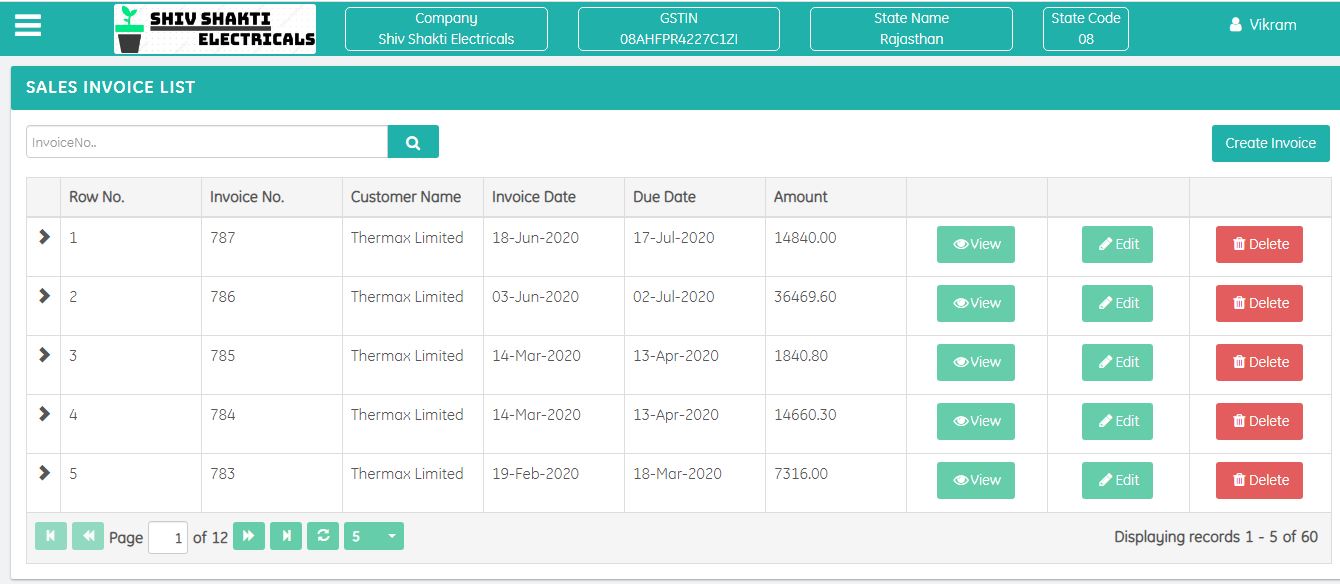 SHIV SHAKTI
ELECTRICALS
Company
Shiv Shakti Electricals
GSTIN
08AHFPR4227C1ZI
State Name
Rajasthan
State Code
08
Vikram
SALES INVOICE LIST
InvoiceNo..
Create Invoice
Row No. Invoice No. Customer Name Invoice Date Due Date Amount
1 787 Thermax Limited 18-Jun-2020 17-Jul-2020 14840.00 View Edit Delete
2 786 Thermax Limited 03-Jun-2020 02-Jul-2020 36469.60 View Edit Delete
3 785 Thermax Limited 14-Mar-2020 13-Apr-2020 1840.80 View Edit Delete
4 784 Thermax Limited 14-Mar-2020 13-Apr-2020 14660.30 View Edit Delete
5 783 Thermax Limited 19-Feb-2020 18-Mar-2020 7316.00 View Edit Delete
Page 1 of 12 5 Displaying records 1 - 5 of 60